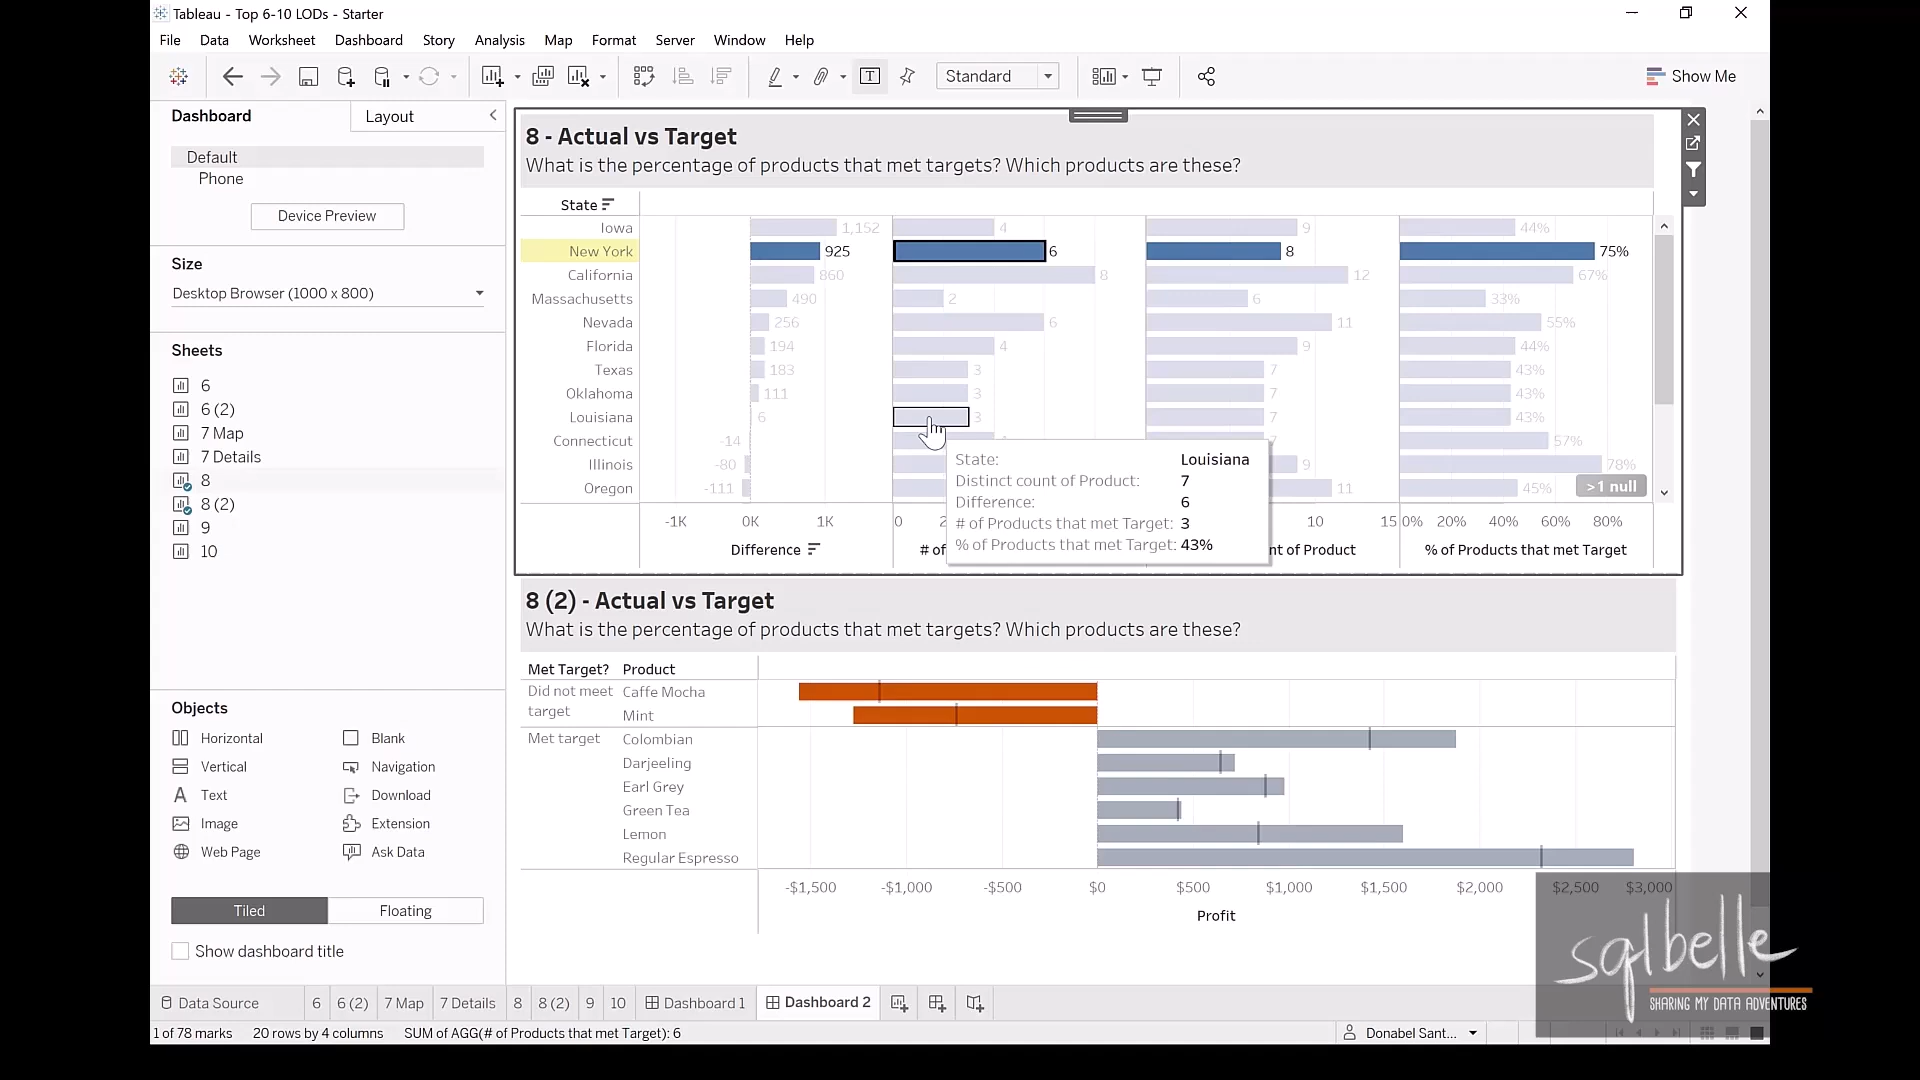 Tableau - Top 6-10 LODs - Starter
File Data Worksheet Dashboard Story Analysis Map Format Server Window Help
Standard
Show Me
Dashboard
Layout
Default
Phone
Device Preview
Size
Desktop Browser (1000 x 800)
Sheets
6
6 (2)
7 Map
7 Details
8
8 (2)
9
10
Objects
Horizontal Blank
Vertical Navigation
Text Download
Image Extension
Web Page Ask Data
Tiled Floating
Show dashboard title
8 - Actual vs Target
What is the percentage of products that met targets? Which products are these?
State
Iowa 1,152 4 9 44%
New York 925 6 8 75%
California 860 8 12 67%
Massachusetts 490 2 6 33%
Nevada 256 6 11 55%
Florida 194 4 9 44%
Texas 183 3 7 43%
Oklahoma 111 3 7 43%
Louisiana 6 3 7 43%
Connecticut -14 7 57%
Illinois -80 9 78%
Oregon -111 11 45%
>1 null
State: Louisiana
Distinct count of Product: 7
Difference: 6
# of Products that met Target: 3
% of Products that met Target: 43%
-1K 0K 1K 0 2 10 15 0% 20% 40% 60% 80%
Difference # of nt of Product % of Products that met Target
8 (2) - Actual vs Target
What is the percentage of products that met targets? Which products are these?
Met Target? Product
Did not meet target
Caffe Mocha
Mint
Met target
Colombian
Darjeeling
Earl Grey
Green Tea
Lemon
Regular Espresso
-$1,500 -$1,000 -$500 $0 $500 $1,000 $1,500 $2,000 $2,500 $3,000
Profit
sqlbelle
SHARING MY DATA ADVENTURES
Data Source 6 6 (2) 7 Map 7 Details 8 8 (2) 9 10 Dashboard 1 Dashboard 2
1 of 78 marks 20 rows by 4 columns SUM of AGG(# of Products that met Target): 6
Donabel Sant...